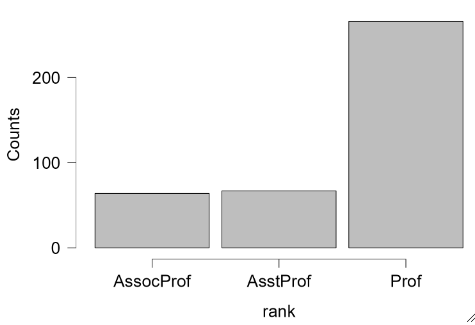 200
100
0
Counts
AssocProf AsstProf Prof
rank